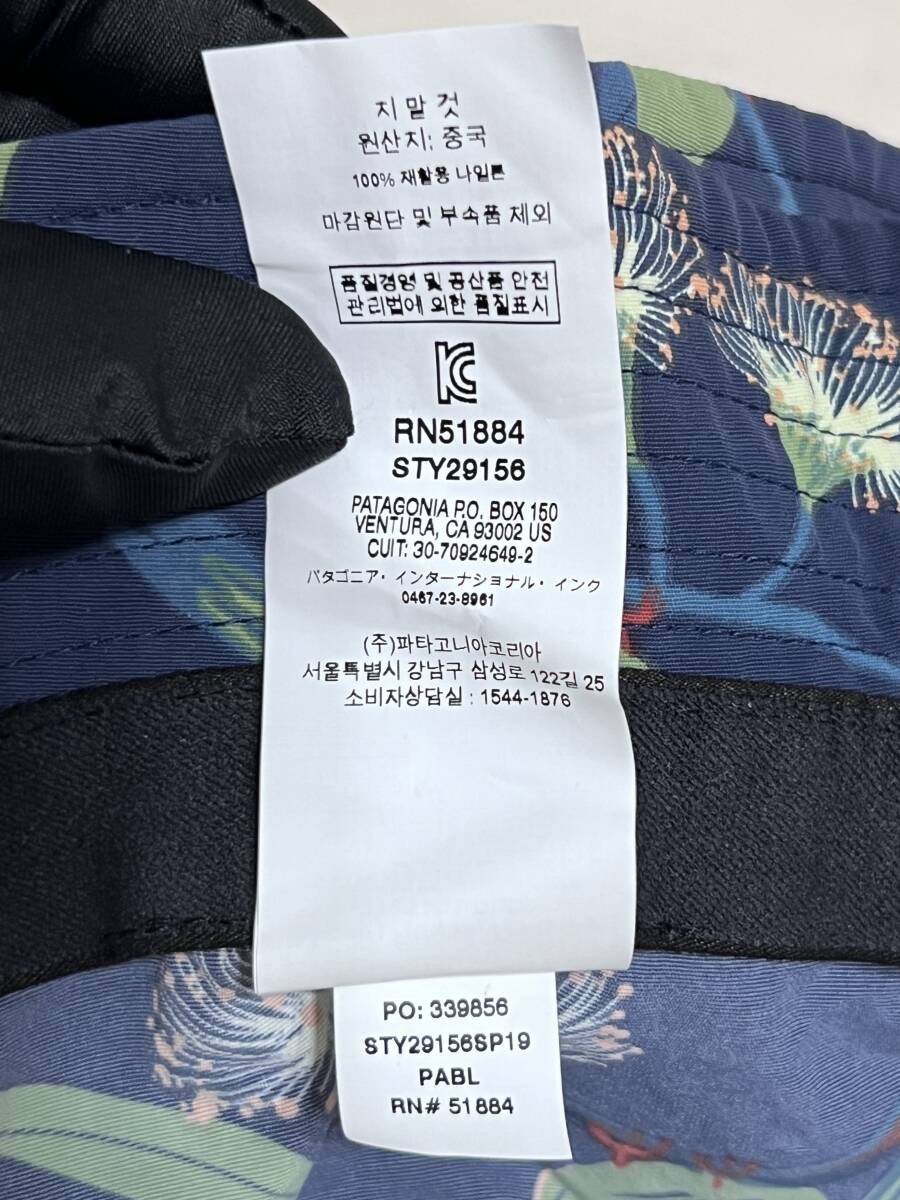 지 말 것
원산지: 중국
100% 재활용 나일론
마감원단 및 부속품 제외
품질경영 및 공산품 안전
관리법에 의한 품질표시
RN51884
STY29156
PATAGONIA P.O. BOX 150
VENTURA, CA 93002 US
CUIT: 30-70924649-2
パタゴニア・インターナショナル・インク
0467-23-8961
(주)파타고니아코리아
서울특별시 강남구 삼성로 122길 25
소비자상담실 : 1544-1876
PO: 339856
STY29156SP19
PABL
RN# 51884